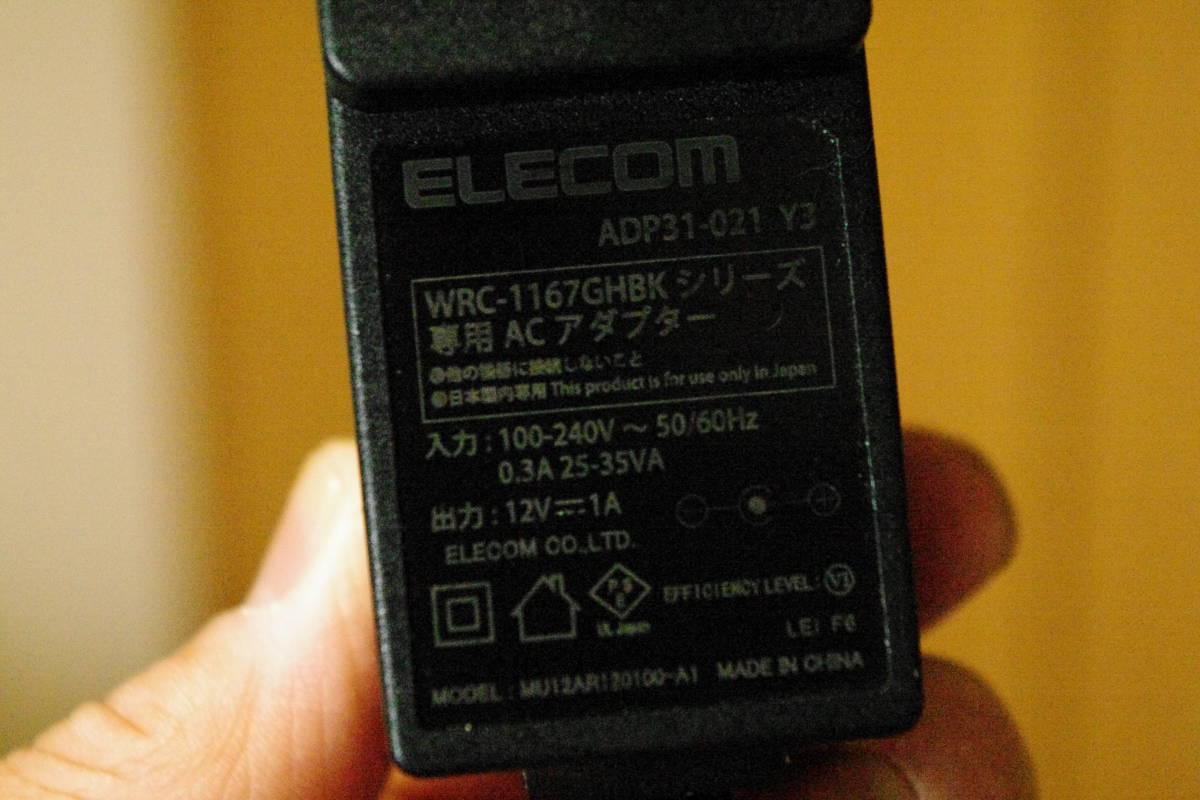 ELECOM
ADP31-021 Y3
WRC-1167GHBK シリーズ
専用 AC アダプター
●他の機器に接続しないこと
●日本国内専用 This product is for use only in Japan
入力 : 100-240V ～ 50/60Hz
0.3A 25-35VA
出力 : 12V⎓1A
ELECOM CO.,LTD.
PSE
UL Japan
EFFICIENCY LEVEL : VI
LEI F6
MODEL : MU12AR120100-A1 MADE IN CHINA